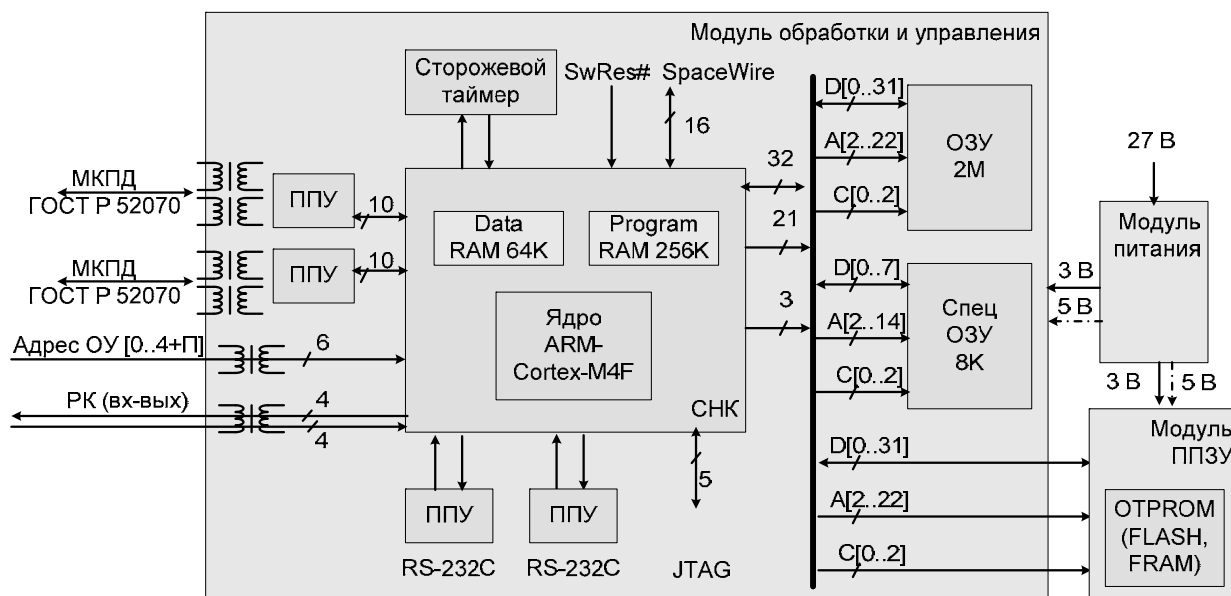 Модуль обработки и управления
Сторожевой
таймер
SwRes#
SpaceWire
16
МКПД
ГОСТ Р 52070
ППУ
10
МКПД
ГОСТ Р 52070
ППУ
10
Адрес ОУ [0..4+П]
6
РК (вх-вых)
4
4
Data
RAM 64K
Program
RAM 256K
Ядро
ARM-
Cortex-M4F
СНК
32
21
3
ППУ
RS-232C
ППУ
RS-232C
5
JTAG
D[0..31]
A[2..22]
C[0..2]
ОЗУ
2М
D[0..7]
A[2..14]
C[0..2]
Спец
ОЗУ
8К
D[0..31]
A[2..22]
C[0..2]
27 В
Модуль
питания
3 В
5 В
3 В
5 В
Модуль
ППЗУ
OTPROM
(FLASH,
FRAM)